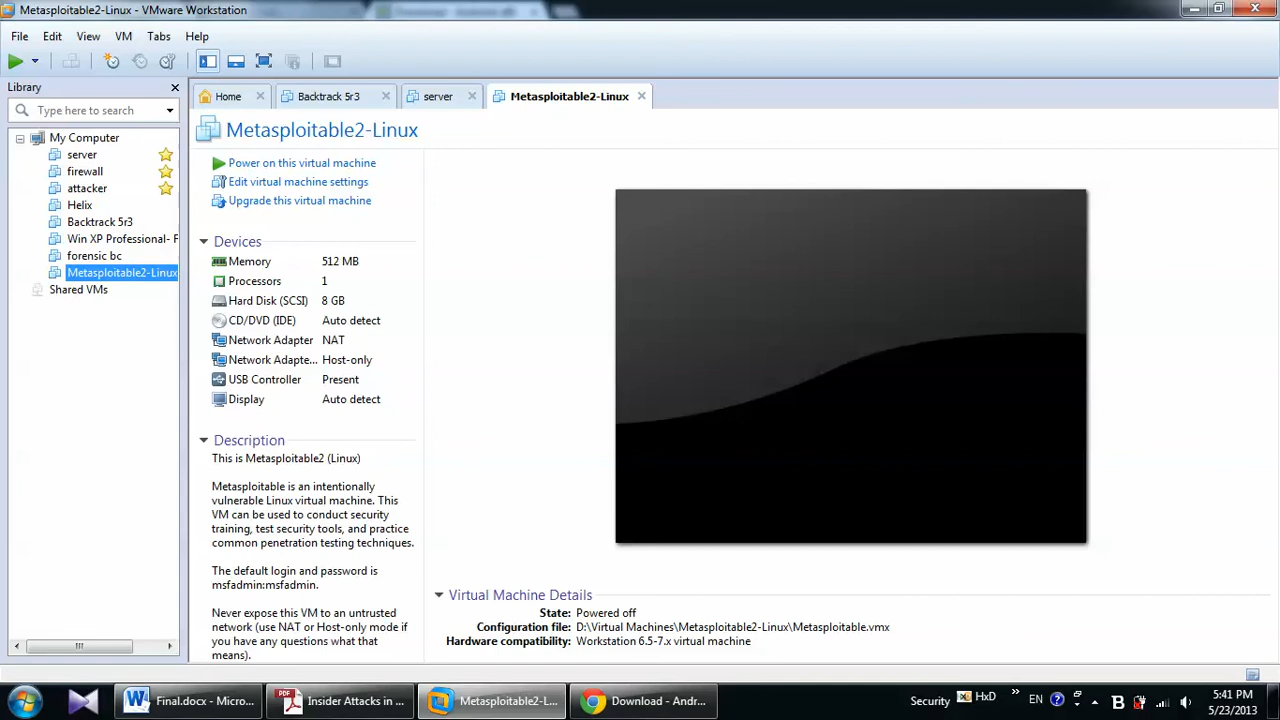 Metasploitable2-Linux - VMware Workstation
File Edit View VM Tabs Help
Library
Type here to search
My Computer
server
firewall
attacker
Helix
Backtrack 5r3
Win XP Professional- F
forensic bc
Metasploitable2-Linux
Shared VMs
Home Backtrack 5r3 server Metasploitable2-Linux
Metasploitable2-Linux
Power on this virtual machine
Edit virtual machine settings
Upgrade this virtual machine
Devices
Memory 512 MB
Processors 1
Hard Disk (SCSI) 8 GB
CD/DVD (IDE) Auto detect
Network Adapter NAT
Network Adapte... Host-only
USB Controller Present
Display Auto detect
Description
This is Metasploitable2 (Linux)
Metasploitable is an intentionally
vulnerable Linux virtual machine. This
VM can be used to conduct security
training, test security tools, and practice
common penetration testing techniques.
The default login and password is
msfadmin:msfadmin.
Never expose this VM to an untrusted
network (use NAT or Host-only mode if
you have any questions what that
means).
Virtual Machine Details
State: Powered off
Configuration file: D:\Virtual Machines\Metasploitable2-Linux\Metasploitable.vmx
Hardware compatibility: Workstation 6.5-7.x virtual machine
Final.docx - Micro... Insider Attacks in ... Metasploitable2-L... Download - Andr... Security HxD EN
5:41 PM
5/23/2013